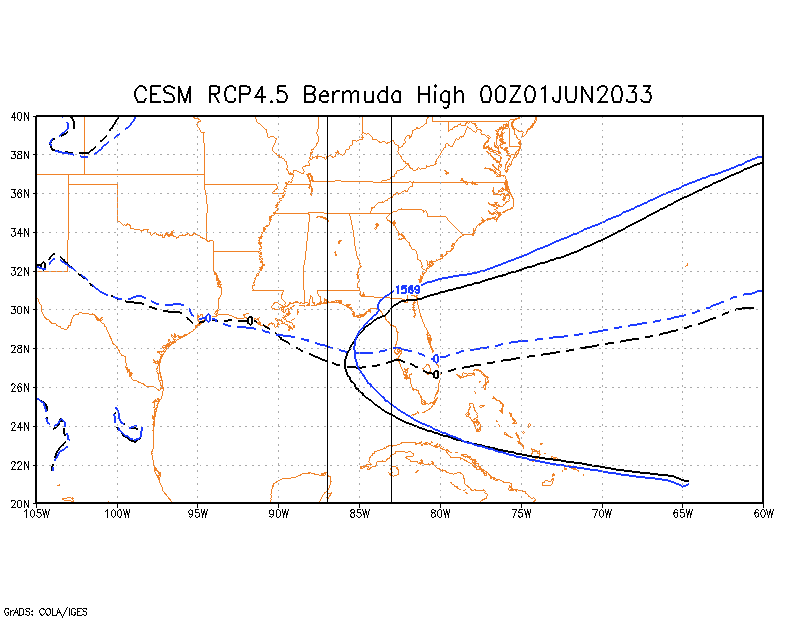 CESM RCP4.5 Bermuda High 00Z01JUN2033
40N
38N
36N
34N
32N
30N
28N
26N
24N
22N
20N
1569
0
0
0
0
0
105W 100W 95W 90W 85W 80W 75W 70W 65W 60W
GrADS: COLA/IGES